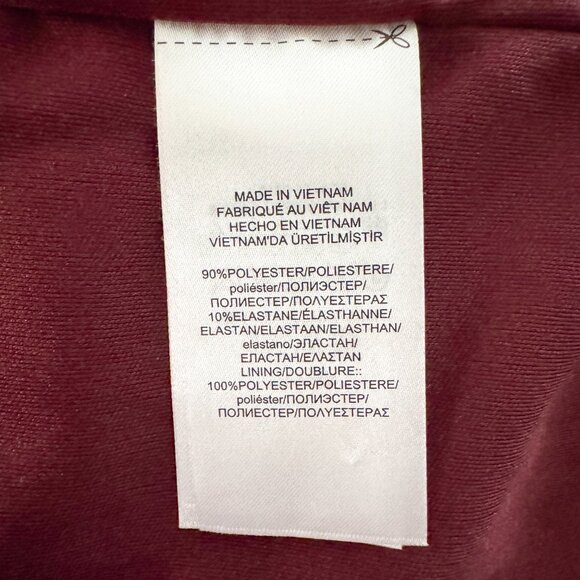 MADE IN VIETNAM
FABRIQUÉ AU VIÊT NAM
HECHO EN VIETNAM
VİETNAM'DA ÜRETİLMİŞTİR
90%POLYESTER/POLIESTERE/
poliéster/ПОЛИЭСТЕР/
ПОЛИЕСТЕР/ΠΟΛΥΕΣΤΕΡΑΣ
10%ELASTANE/ÉLASTHANNE/
ELASTAN/ELASTAAN/ELASTHAN/
elastano/ЭЛАСТАН/
ЕЛАСТАН/ΕΛΑΣΤΑΝ
LINING/DOUBLURE::
100%POLYESTER/POLIESTERE/
poliéster/ПОЛИЭСТЕР/
ПОЛИЕСТЕР/ΠΟΛΥΕΣΤΕΡΑΣ